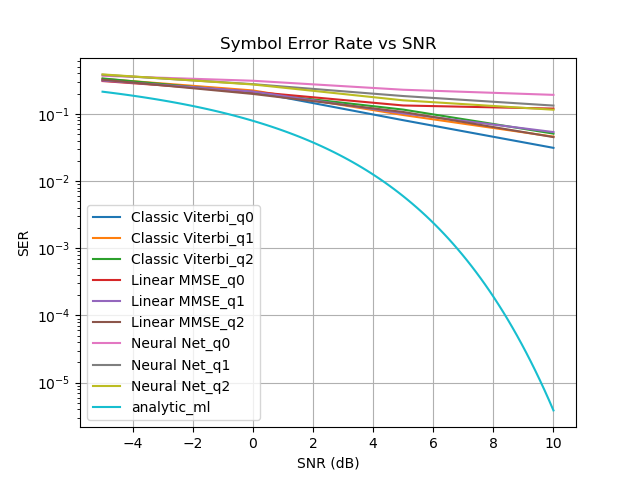 Symbol Error Rate vs SNR
SER
10⁻¹
10⁻²
10⁻³
10⁻⁴
10⁻⁵
Classic Viterbi_q0
Classic Viterbi_q1
Classic Viterbi_q2
Linear MMSE_q0
Linear MMSE_q1
Linear MMSE_q2
Neural Net_q0
Neural Net_q1
Neural Net_q2
analytic_ml
−4 −2 0 2 4 6 8 10
SNR (dB)